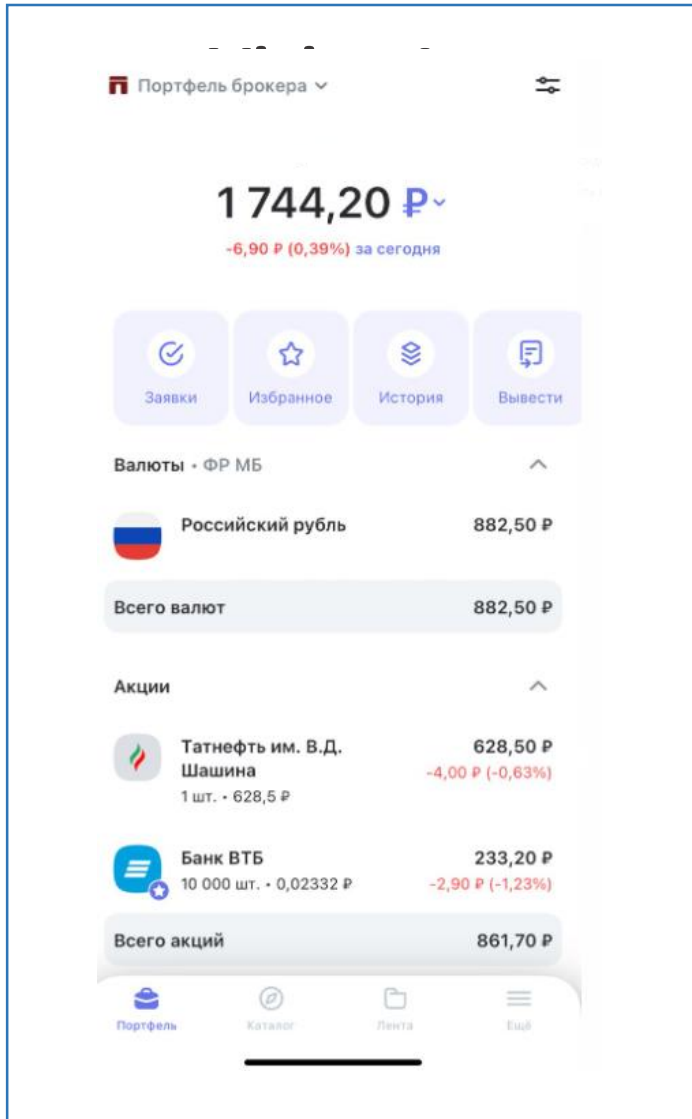 Портфель брокера
1 744,20 ₽
-6,90 ₽ (0,39%) за сегодня
Заявки Избранное История Вывести
Валюты • ФР МБ
Российский рубль 882,50 ₽
Всего валют 882,50 ₽
Акции
Татнефть им. В.Д. 628,50 ₽
Шашина -4,00 ₽ (-0,63%)
1 шт. • 628,5 ₽
Банк ВТБ 233,20 ₽
10 000 шт. • 0,02332 ₽ -2,90 ₽ (-1,23%)
Всего акций 861,70 ₽
Портфель Каталог Лента Ещё